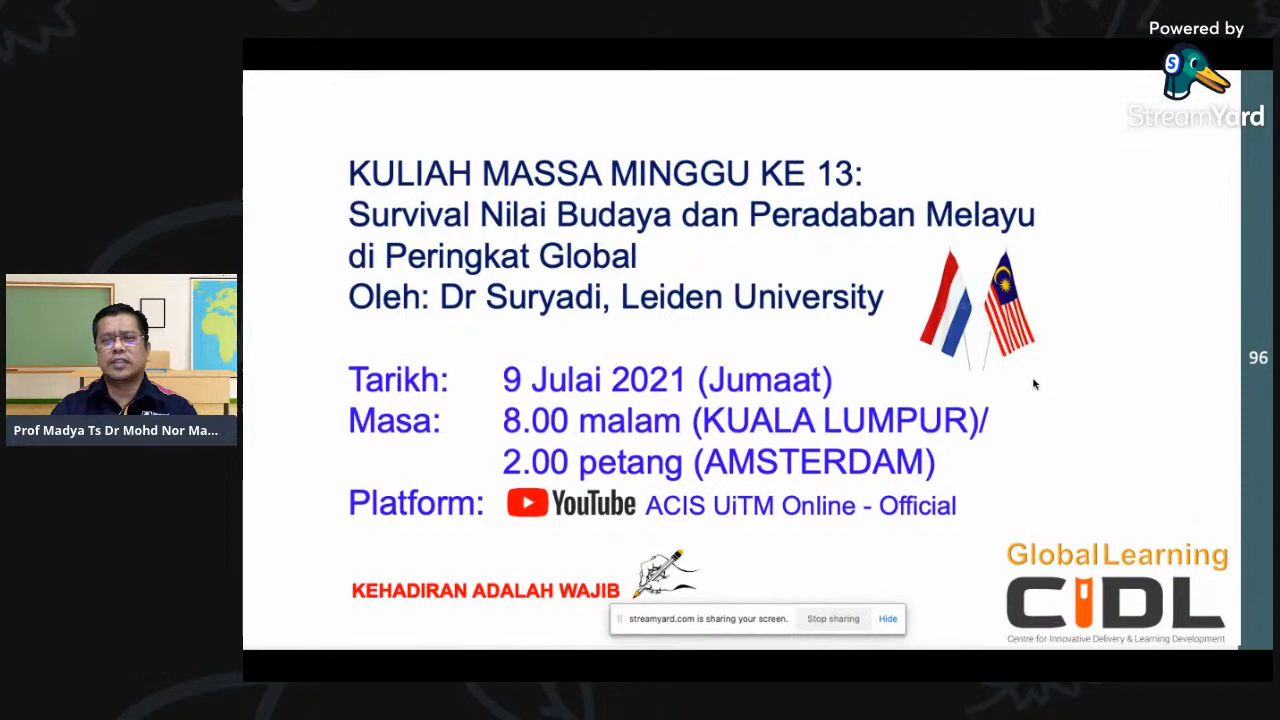 Powered by
StreamYard
KULIAH MASSA MINGGU KE 13:
Survival Nilai Budaya dan Peradaban Melayu
di Peringkat Global
Oleh: Dr Suryadi, Leiden University
Tarikh: 9 Julai 2021 (Jumaat)
Masa: 8.00 malam (KUALA LUMPUR)/
2.00 petang (AMSTERDAM)
Platform: YouTube ACIS UiTM Online - Official
KEHADIRAN ADALAH WAJIB
streamyard.com is sharing your screen. Stop sharing Hide
Global Learning
CIDL
Centre for Innovative Delivery & Learning Development
96
Prof Madya Ts Dr Mohd Nor Ma...